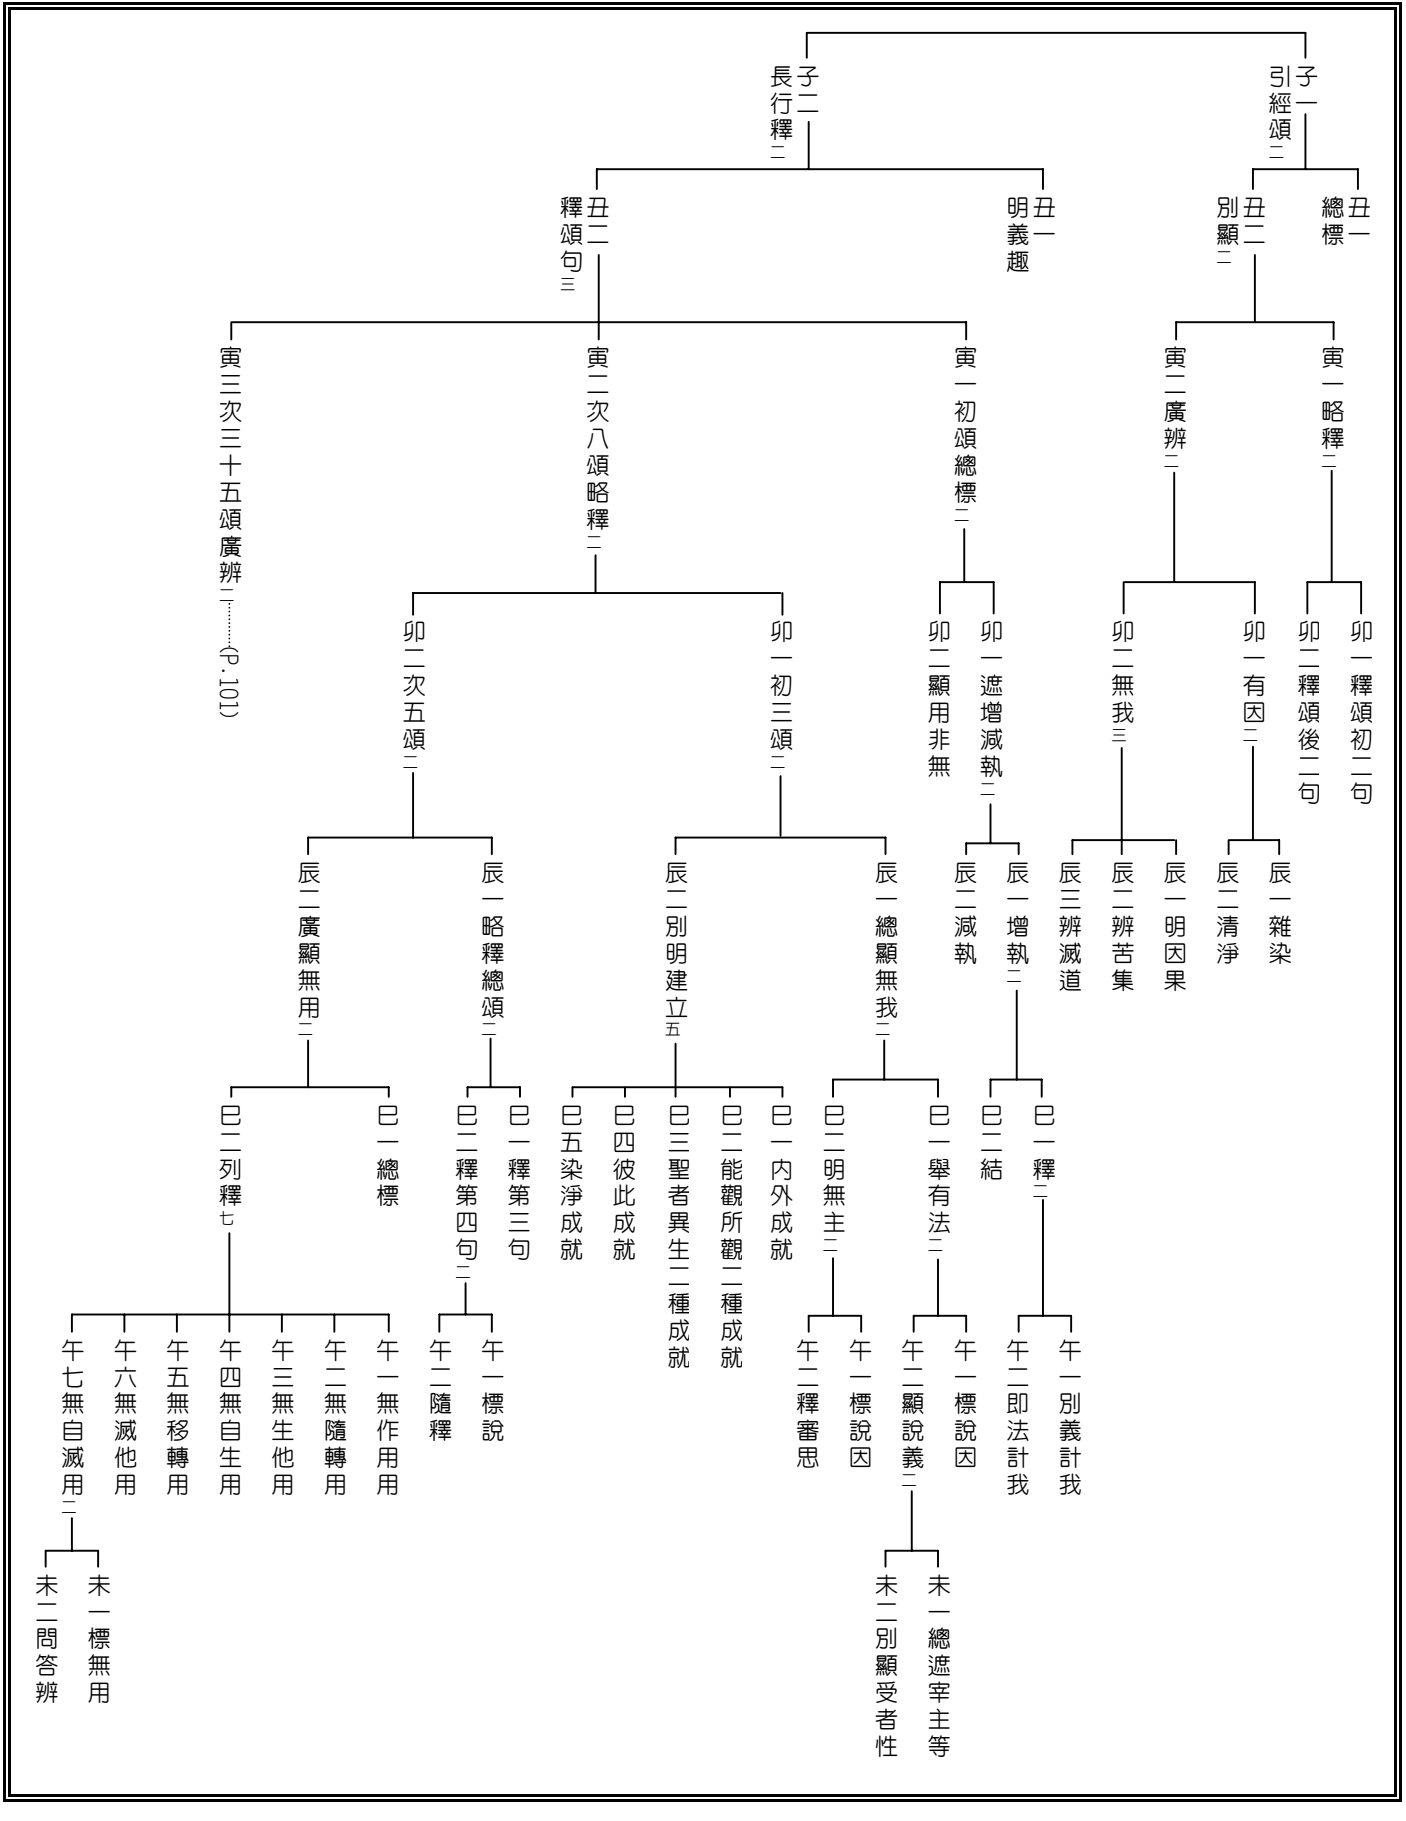 子一
引經頌二
子二
長行釋二
丑一
總標
丑二
別顯二
丑一
明義趣
丑二
釋頌句三
寅一略釋二
寅二廣辨二
寅一初頌總標二
寅二次八頌略釋二
寅三次三十五頌廣辨二………(P.101)
卯一釋頌初二句
卯二釋頌後二句
卯一有因二
卯二無我三
卯一遮增減執二
卯二顯用非無
卯一初三頌二
卯二次五頌二
辰一雜染
辰二清淨
辰一明因果
辰二辨苦集
辰三辨滅道
辰一增執二
辰二減執
辰一總顯無我二
辰二別明建立五
辰一略釋總頌二
辰二廣顯無用二
巳一釋二
巳二結
巳一舉有法二
巳二明無主二
巳一內外成就
巳二能觀所觀二種成就
巳三聖者異生二種成就
巳四彼此成就
巳五染淨成就
巳一釋第三句
巳二釋第四句二
巳一總標
巳二列釋七
午一別義計我
午二即法計我
午一標說因
午二顯說義二
午一標說因
午二釋審思
午一標說
午二隨釋
午一無作用用
午二無隨轉用
午三無生他用
午四無自生用
午五無移轉用
午六無滅他用
午七無自滅用二
未一總遮宰主等
未二別顯受者性
未一標無用
未二問答辨